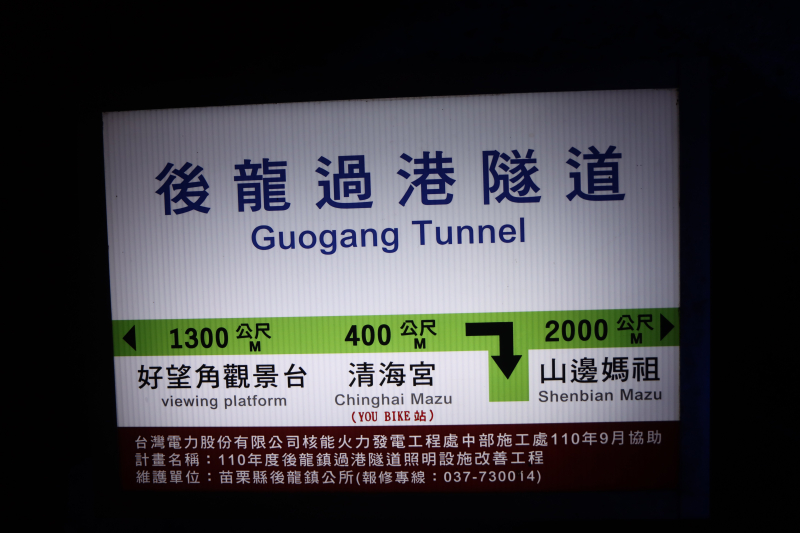 後龍過港隧道
Guogang Tunnel
1300 公尺 M 400 公尺 M 2000 公尺 M
好望角觀景台 清海宮 山邊媽祖
viewing platform Chinghai Mazu Shenbian Mazu
(YOU BIKE站)
台灣電力股份有限公司核能火力發電工程處中部施工處110年9月協助
計畫名稱：110年度後龍鎮過港隧道照明設施改善工程
維護單位：苗栗縣後龍鎮公所(報修專線：037-730014)